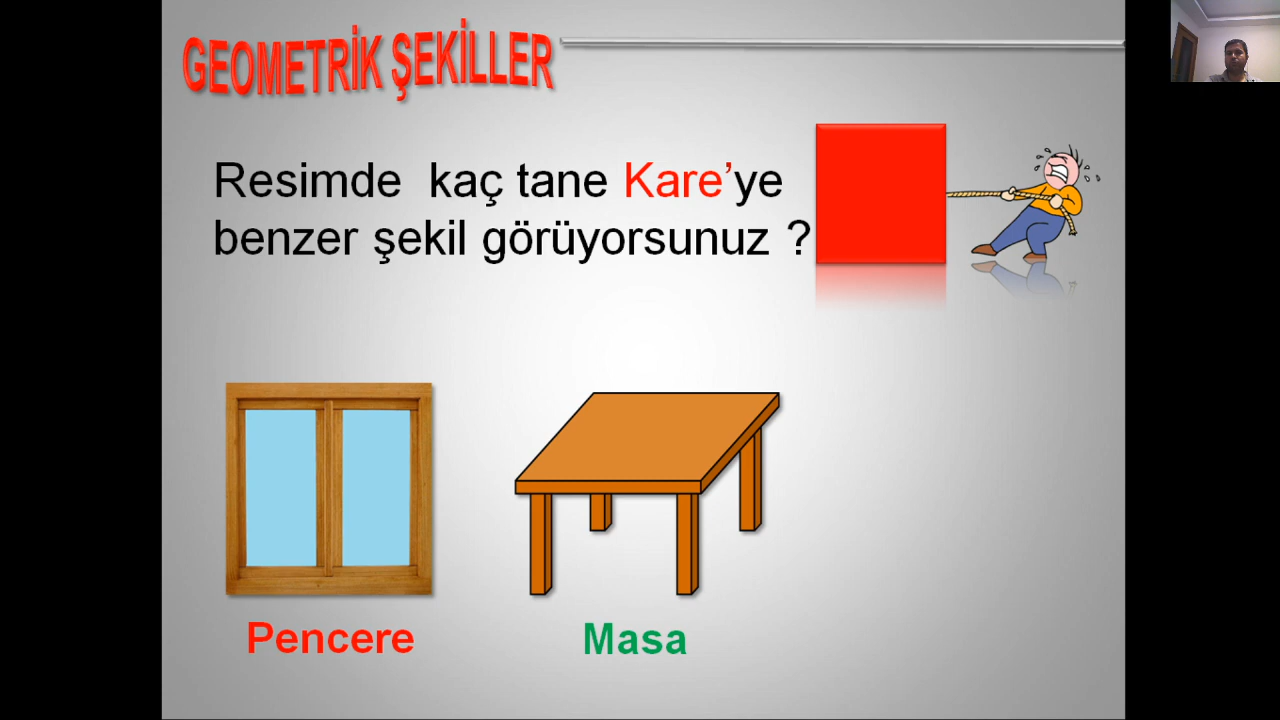 GEOMETRİK ŞEKİLLER
Resimde kaç tane Kare'ye
benzer şekil görüyorsunuz ?
Pencere
Masa